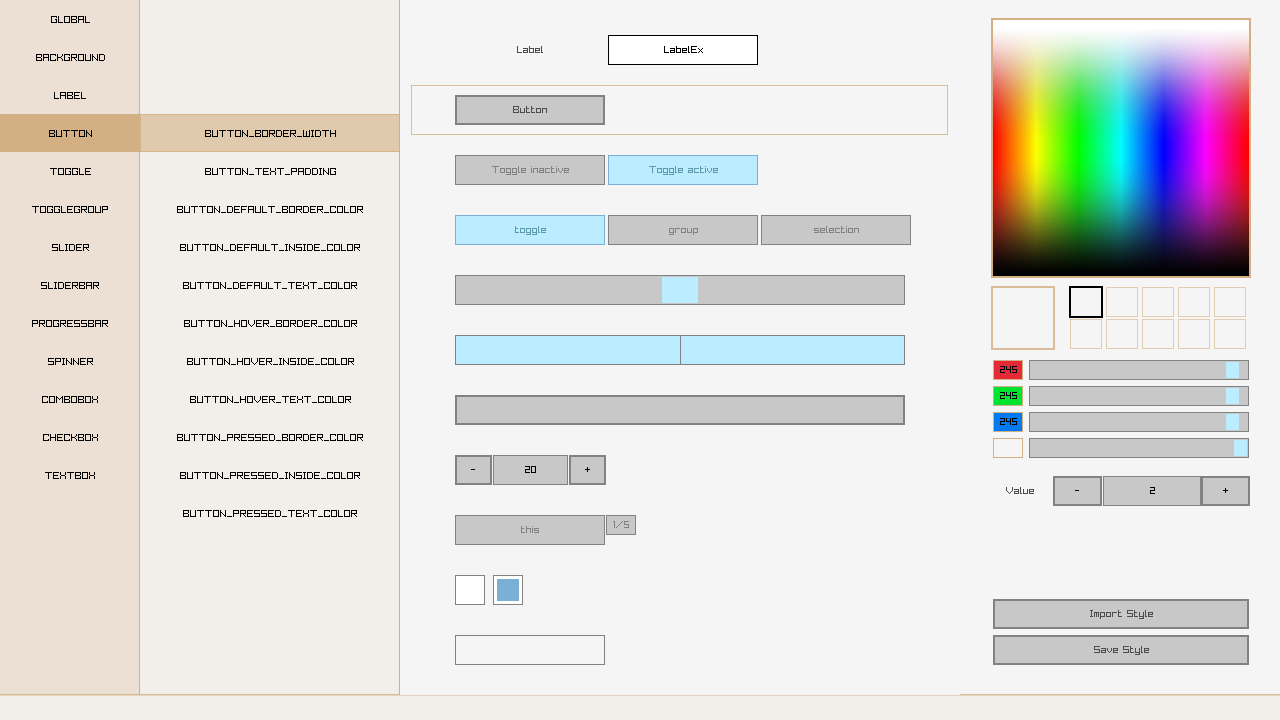 GLOBAL
BACKGROUND
LABEL
BUTTON
TOGGLE
TOGGLEGROUP
SLIDER
SLIDERBAR
PROGRESSBAR
SPINNER
COMBOBOX
CHECKBOX
TEXTBOX
BUTTON_BORDER_WIDTH
BUTTON_TEXT_PADDING
BUTTON_DEFAULT_BORDER_COLOR
BUTTON_DEFAULT_INSIDE_COLOR
BUTTON_DEFAULT_TEXT_COLOR
BUTTON_HOVER_BORDER_COLOR
BUTTON_HOVER_INSIDE_COLOR
BUTTON_HOVER_TEXT_COLOR
BUTTON_PRESSED_BORDER_COLOR
BUTTON_PRESSED_INSIDE_COLOR
BUTTON_PRESSED_TEXT_COLOR
Label LabelEx
Button
Toggle inactive Toggle active
toggle group selection
- 20 +
this 1/5
245
245
245
Value - 2 +
Import Style
Save Style